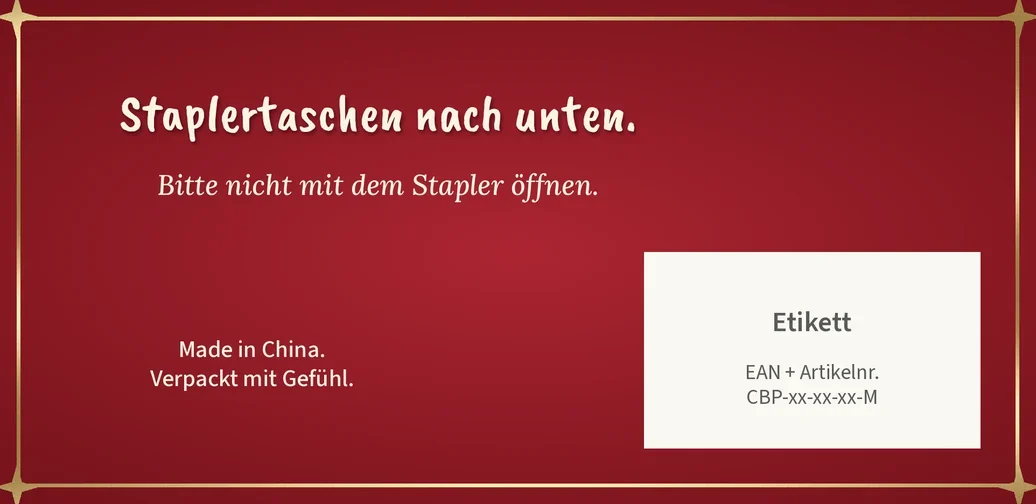 Staplertaschen nach unten.
Bitte nicht mit dem Stapler öffnen.
Made in China.
Verpackt mit Gefühl.
Etikett
EAN + Artikelnr.
CBP-xx-xx-xx-M